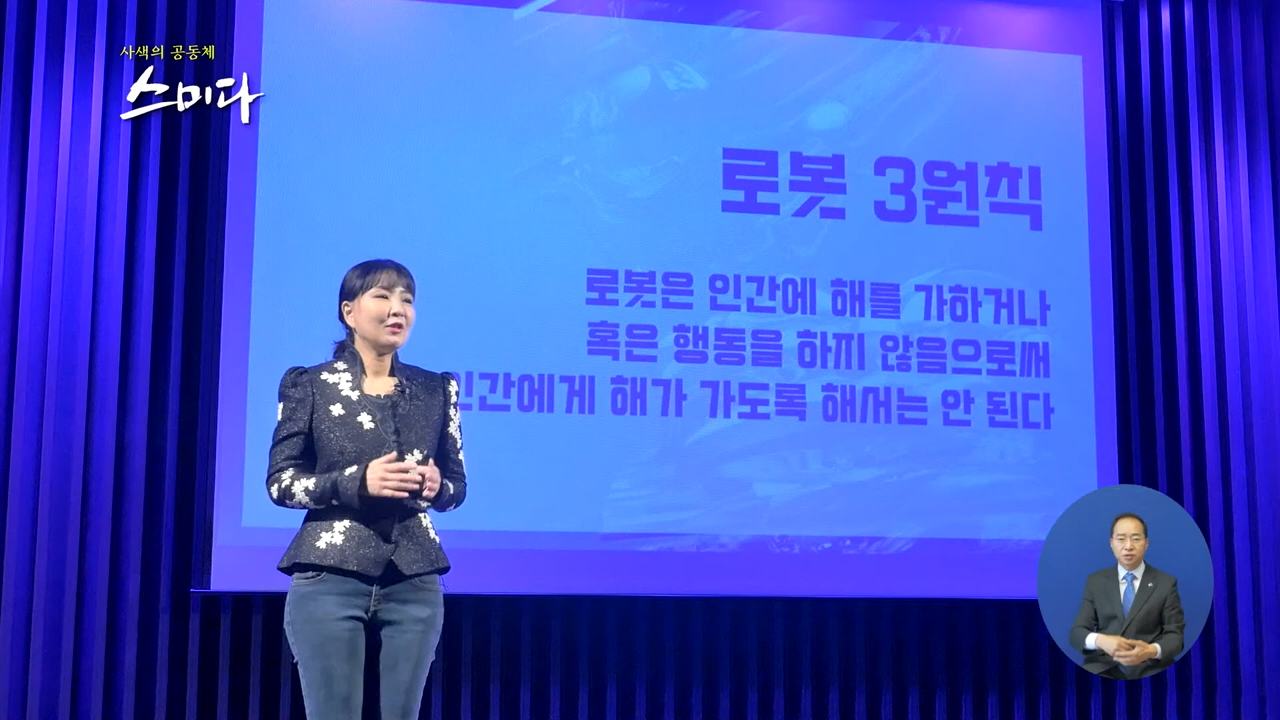 사색의 공동체
스미다
로봇 3원칙
로봇은 인간에 해를 가하거나
혹은 행동을 하지 않음으로써
인간에게 해가 가도록 해서는 안 된다